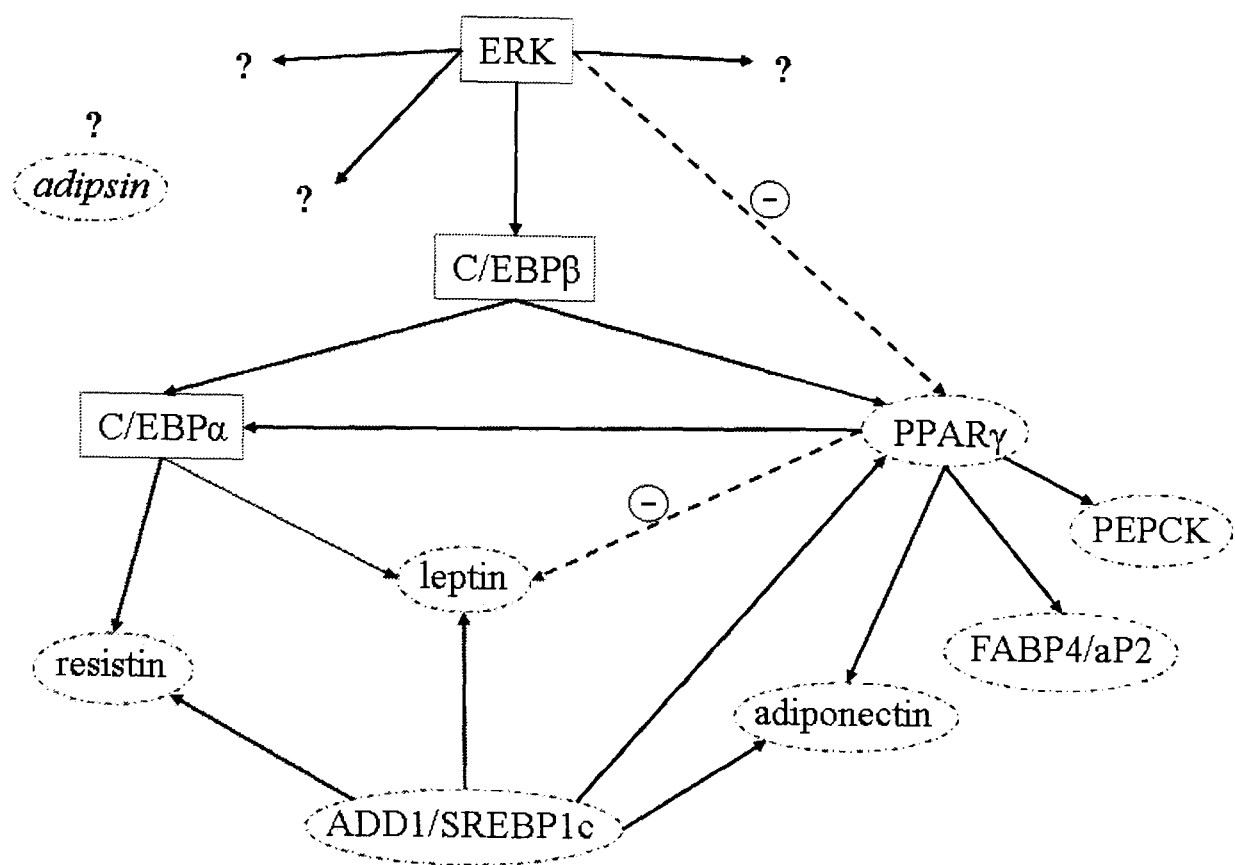 ERK
?
?
?
adipsin
?
−
C/EBPβ
C/EBPα
PPARγ
−
PEPCK
leptin
FABP4/aP2
resistin
adiponectin
ADD1/SREBP1c